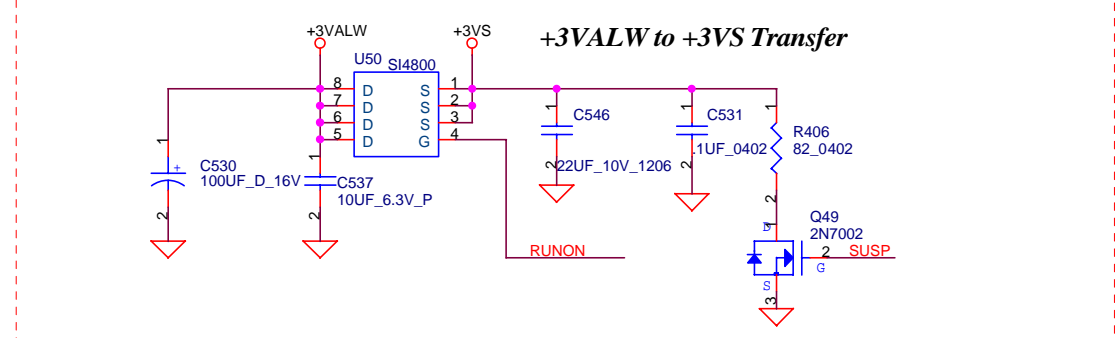 +3VALW to +3VS Transfer
+3VALW
+3VS
U50
SI4800
8 D S 1
7 D S 2
6 D S 3
5 D G 4
1
+
C530
100UF_D_16V
2
1
C537
10UF_6.3V_P
2
1
C546
22UF_10V_1206
2
1
C531
.1UF_0402
2
1
R406
82_0402
2
RUNON
Q49
2N7002
D
1
2
G
SUSP
S
3